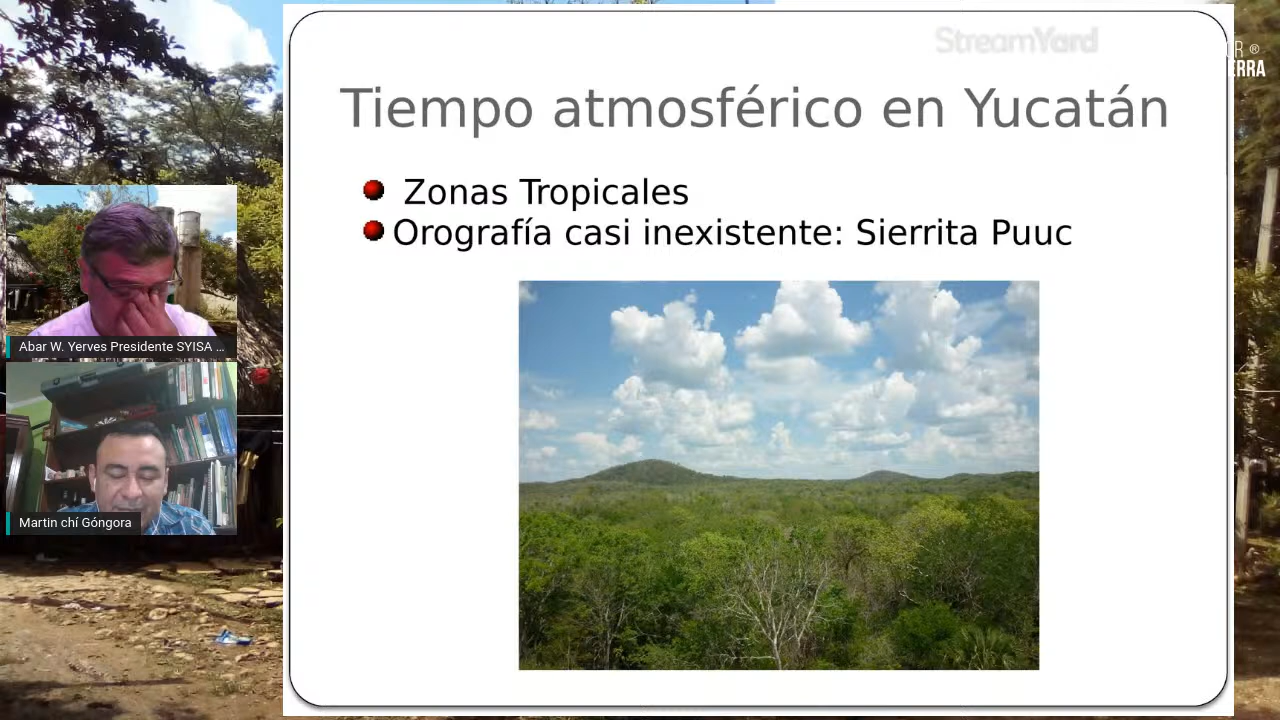 StreamYard
Tiempo atmosférico en Yucatán
Zonas Tropicales
Orografía casi inexistente: Sierrita Puuc
Abar W. Yerves Presidente SYISA ...
Martin chí Góngora